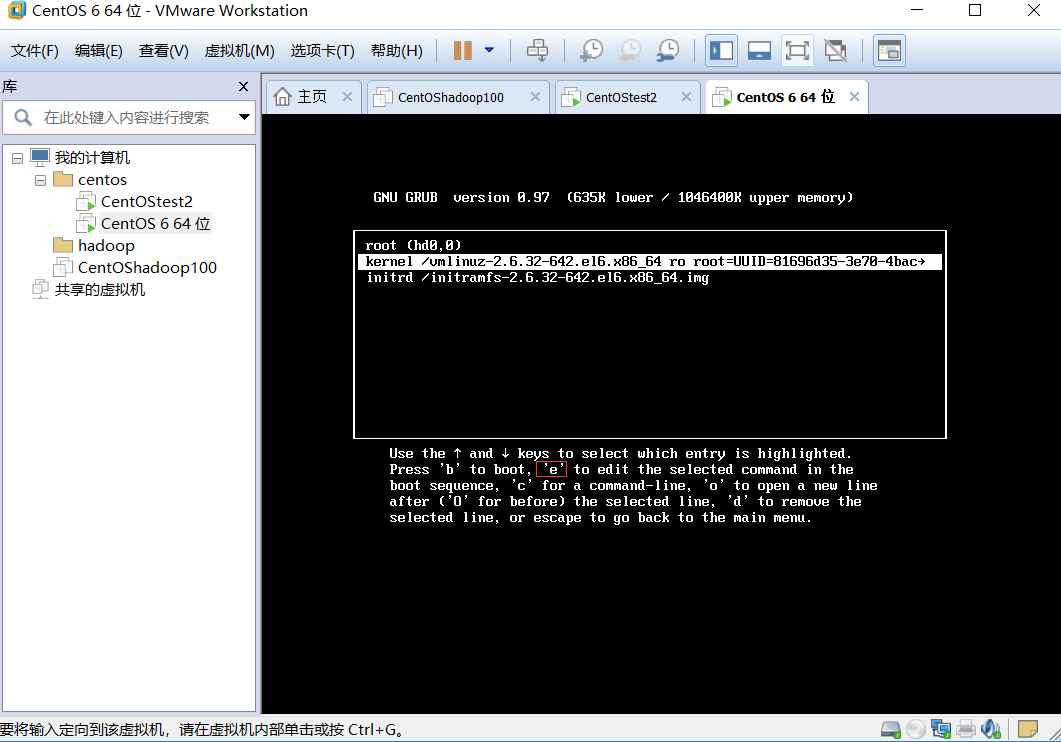 CentOS 6 64 位 - VMware Workstation
文件(F) 编辑(E) 查看(V) 虚拟机(M) 选项卡(T) 帮助(H)
库
在此处键入内容进行搜索
我的计算机
centos
CentOStest2
CentOS 6 64 位
hadoop
CentOShadoop100
共享的虚拟机
主页 CentOShadoop100 CentOStest2 CentOS 6 64 位
GNU GRUB version 0.97 (635K lower / 1046400K upper memory)
root (hd0,0)
kernel /vmlinuz-2.6.32-642.el6.x86_64 ro root=UUID=81696d35-3e70-4bac→
initrd /initramfs-2.6.32-642.el6.x86_64.img
Use the ↑ and ↓ keys to select which entry is highlighted.
Press 'b' to boot, 'e' to edit the selected command in the
boot sequence, 'c' for a command-line, 'o' to open a new line
after ('O' for before) the selected line, 'd' to remove the
selected line, or escape to go back to the main menu.
要将输入定向到该虚拟机，请在虚拟机内部单击或按 Ctrl+G。